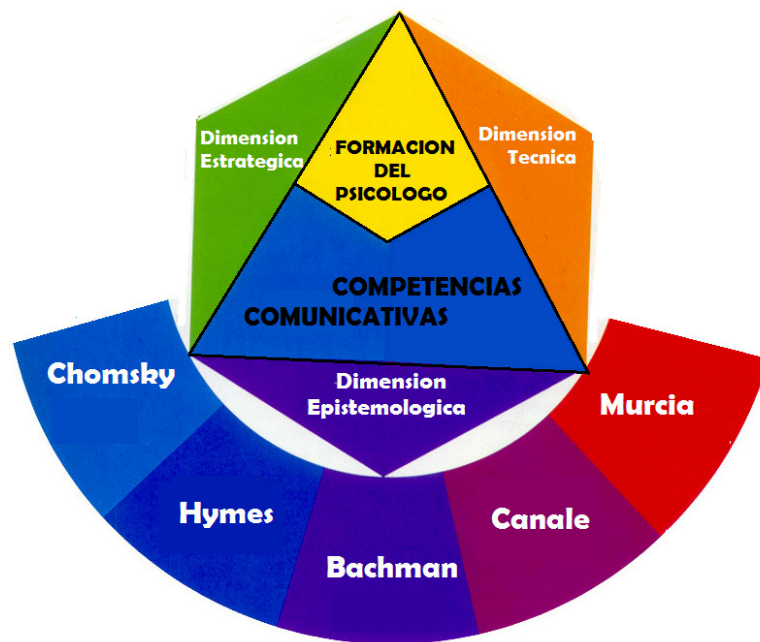 Dimension
Estrategica
FORMACION
DEL
PSICOLOGO
Dimension
Tecnica
COMPETENCIAS
COMUNICATIVAS
Dimension
Epistemologica
Chomsky
Hymes
Bachman
Canale
Murcia